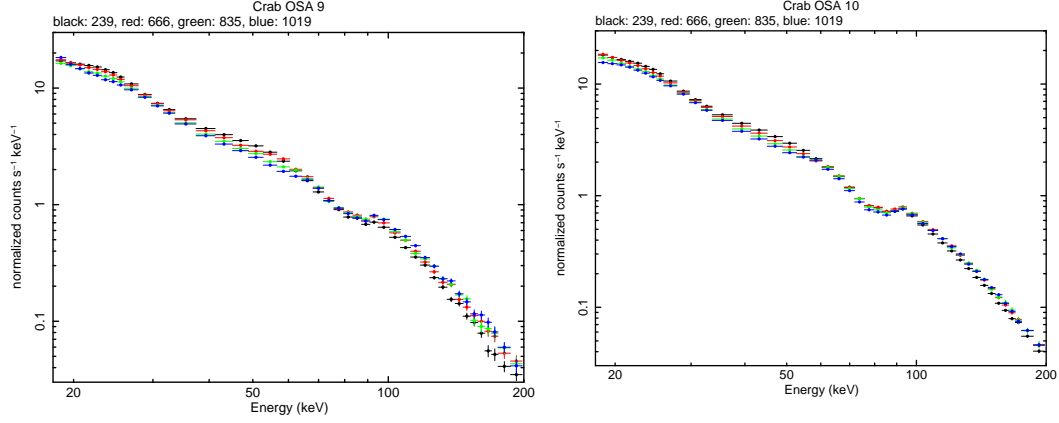 Crab OSA 9
black: 239, red: 666, green: 835, blue: 1019
normalized counts s⁻¹ keV⁻¹
10
1
0.1
20
50
100
200
Energy (keV)
Crab OSA 10
black: 239, red: 666, green: 835, blue: 1019
normalized counts s⁻¹ keV⁻¹
10
1
0.1
20
50
100
200
Energy (keV)